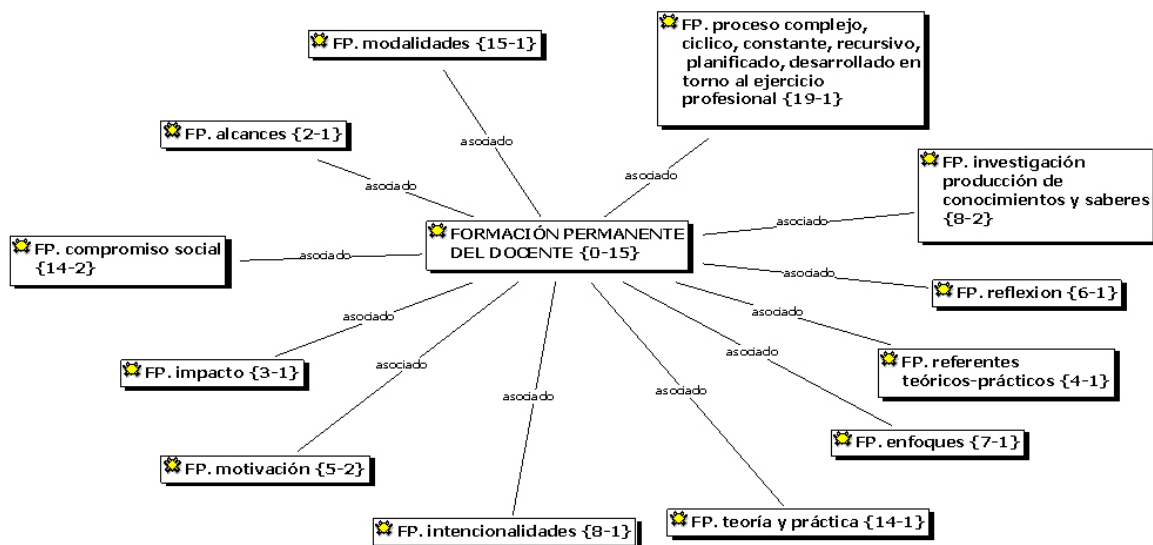 FP. modalidades {15-1}
FP. proceso complejo,
ciclico, constante, recursivo,
planificado, desarrollado en
torno al ejercicio
profesional {19-1}
FP. alcances {2-1}
asociado
asociado
asociado
FP. investigación
producción de
conocimientos y saberes
{8-2}
asociado
FORMACIÓN PERMANENTE
DEL DOCENTE {0-15}
asociado
FP. compromiso social
{14-2}
asociado
asociado
FP. reflexion {6-1}
asociado
asociado
asociado
FP. impacto {3-1}
asociado
asociado
FP. referentes
teóricos-prácticos {4-1}
asociado
asociado
FP. enfoques {7-1}
FP. motivación {5-2}
FP. intencionalidades {8-1}
FP. teoría y práctica {14-1}